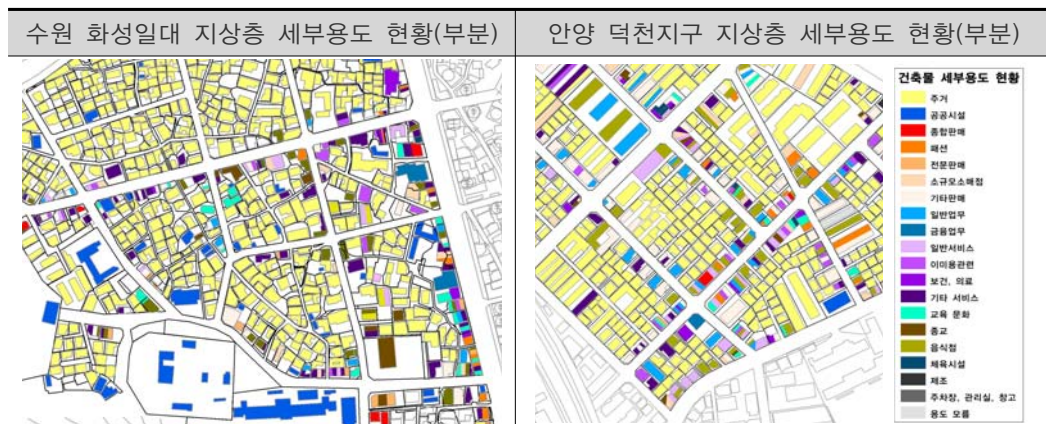 수원 화성일대 지상층 세부용도 현황(부분)
안양 덕천지구 지상층 세부용도 현황(부분)
건축물 세부용도 현황
주거
공공시설
종합판매
패션
전문판매
소규모소매점
기타판매
일반업무
금융업무
일반서비스
이미용관련
보건, 의료
기타 서비스
교육 문화
종교
음식점
체육시설
제조
주차장, 관리실, 창고
용도 모름